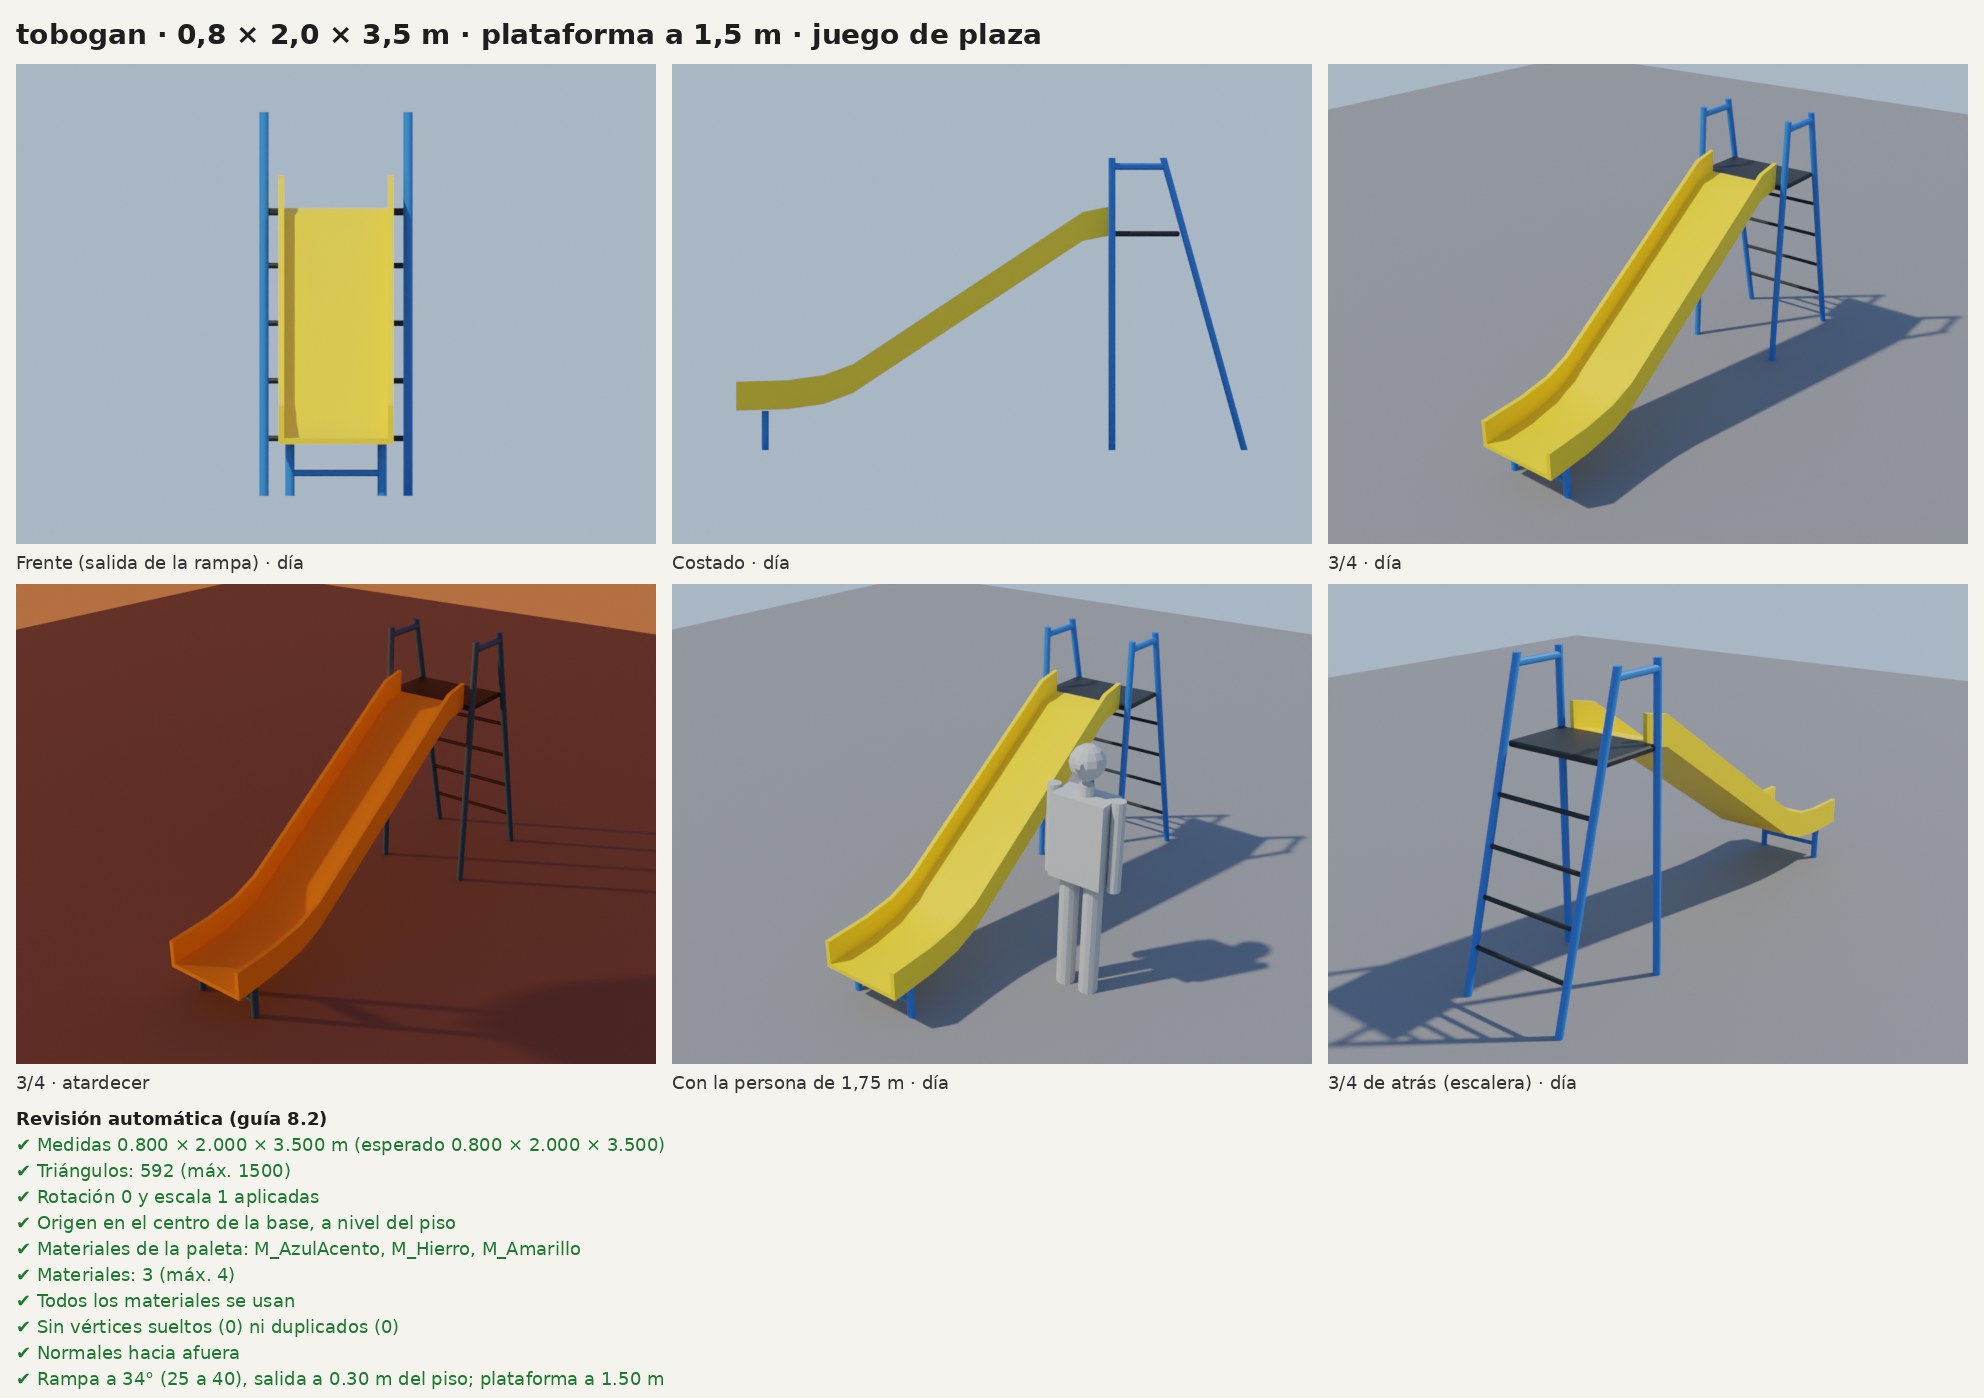 tobogan · 0,8 × 2,0 × 3,5 m · plataforma a 1,5 m · juego de plaza
Frente (salida de la rampa) · día
Costado · día
3/4 · día
3/4 · atardecer
Con la persona de 1,75 m · día
3/4 de atrás (escalera) · día
Revisión automática (guía 8.2)
✔ Medidas 0.800 × 2.000 × 3.500 m (esperado 0.800 × 2.000 × 3.500)
✔ Triángulos: 592 (máx. 1500)
✔ Rotación 0 y escala 1 aplicadas
✔ Origen en el centro de la base, a nivel del piso
✔ Materiales de la paleta: M_AzulAcento, M_Hierro, M_Amarillo
✔ Materiales: 3 (máx. 4)
✔ Todos los materiales se usan
✔ Sin vértices sueltos (0) ni duplicados (0)
✔ Normales hacia afuera
✔ Rampa a 34° (25 a 40), salida a 0.30 m del piso; plataforma a 1.50 m